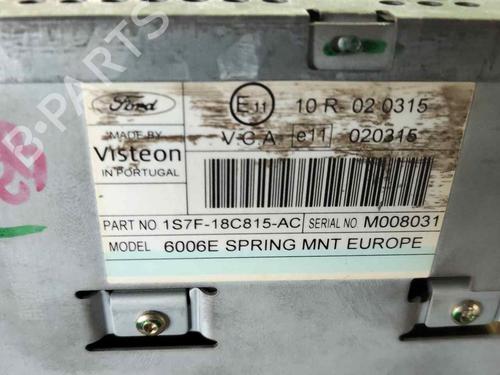 Ford
E11 10 R 02 0315
MADE BY V.C.A e11 020315
Visteon
IN PORTUGAL
PART NO 1S7F-18C815-AC SERIAL NO. M008031
MODEL 6006E SPRING MNT EUROPE